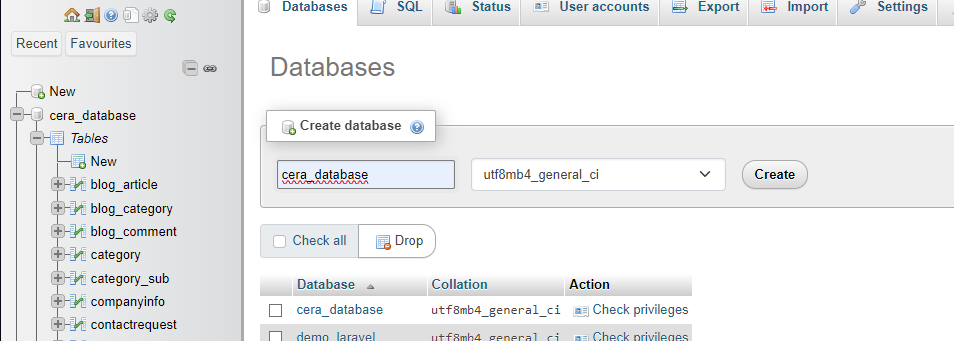 Databases SQL Status User accounts Export Import Settings
Recent Favourites
New
cera_database
Tables
New
blog_article
blog_category
blog_comment
category
category_sub
companyinfo
contactrequest
Databases
Create database
cera_database utf8mb4_general_ci Create
Check all Drop
Database Collation Action
cera_database utf8mb4_general_ci Check privileges
demo_laravel utf8mb4_general_ci Check privileges